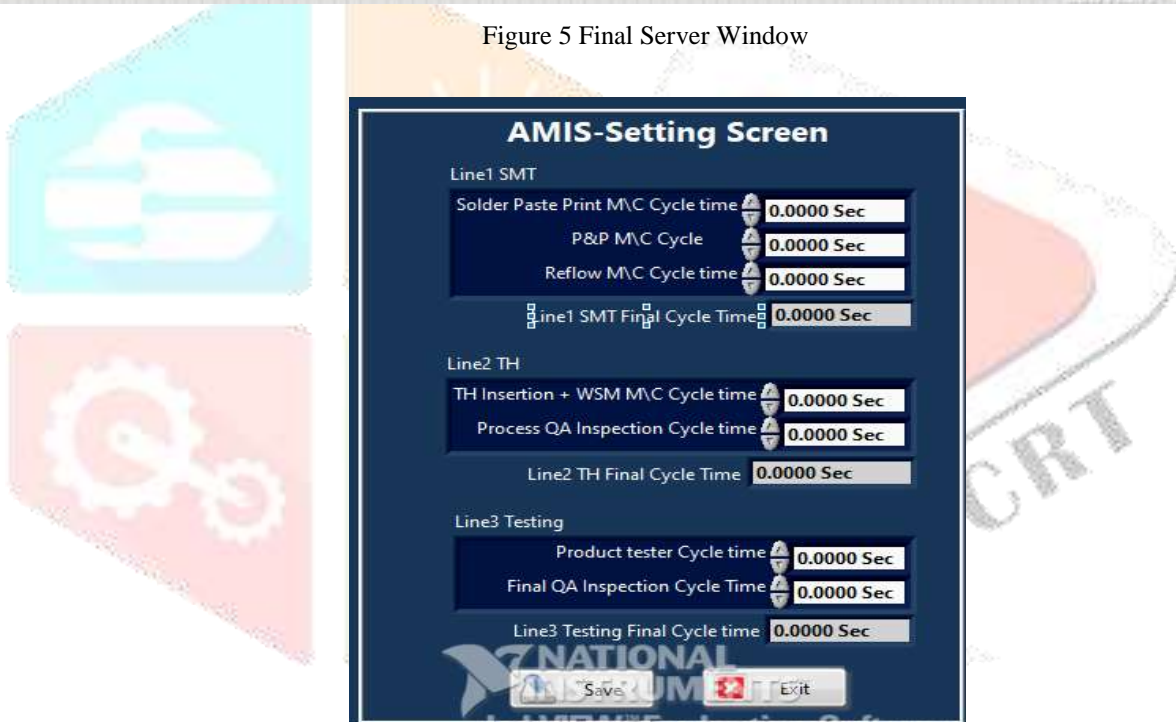 Figure 5 Final Server Window
AMIS-Setting Screen
Line1 SMT
Solder Paste Print M\C Cycle time 0.0000 Sec
P&P M\C Cycle 0.0000 Sec
Reflow M\C Cycle time 0.0000 Sec
Line1 SMT Final Cycle Time 0.0000 Sec
Line2 TH
TH Insertion + WSM M\C Cycle time 0.0000 Sec
Process QA Inspection Cycle time 0.0000 Sec
Line2 TH Final Cycle Time 0.0000 Sec
Line3 Testing
Product tester Cycle time 0.0000 Sec
Final QA Inspection Cycle Time 0.0000 Sec
Line3 Testing Final Cycle time 0.0000 Sec
NATIONAL
INSTRUMENTS
Save Exit
CRT